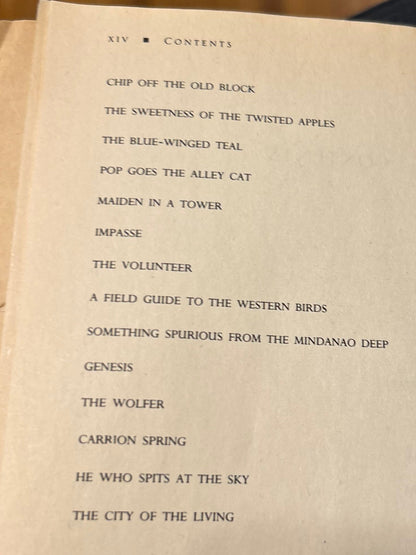 XIV ■ CONTENTS
CHIP OFF THE OLD BLOCK
THE SWEETNESS OF THE TWISTED APPLES
THE BLUE-WINGED TEAL
POP GOES THE ALLEY CAT
MAIDEN IN A TOWER
IMPASSE
THE VOLUNTEER
A FIELD GUIDE TO THE WESTERN BIRDS
SOMETHING SPURIOUS FROM THE MINDANAO DEEP
GENESIS
THE WOLFER
CARRION SPRING
HE WHO SPITS AT THE SKY
THE CITY OF THE LIVING